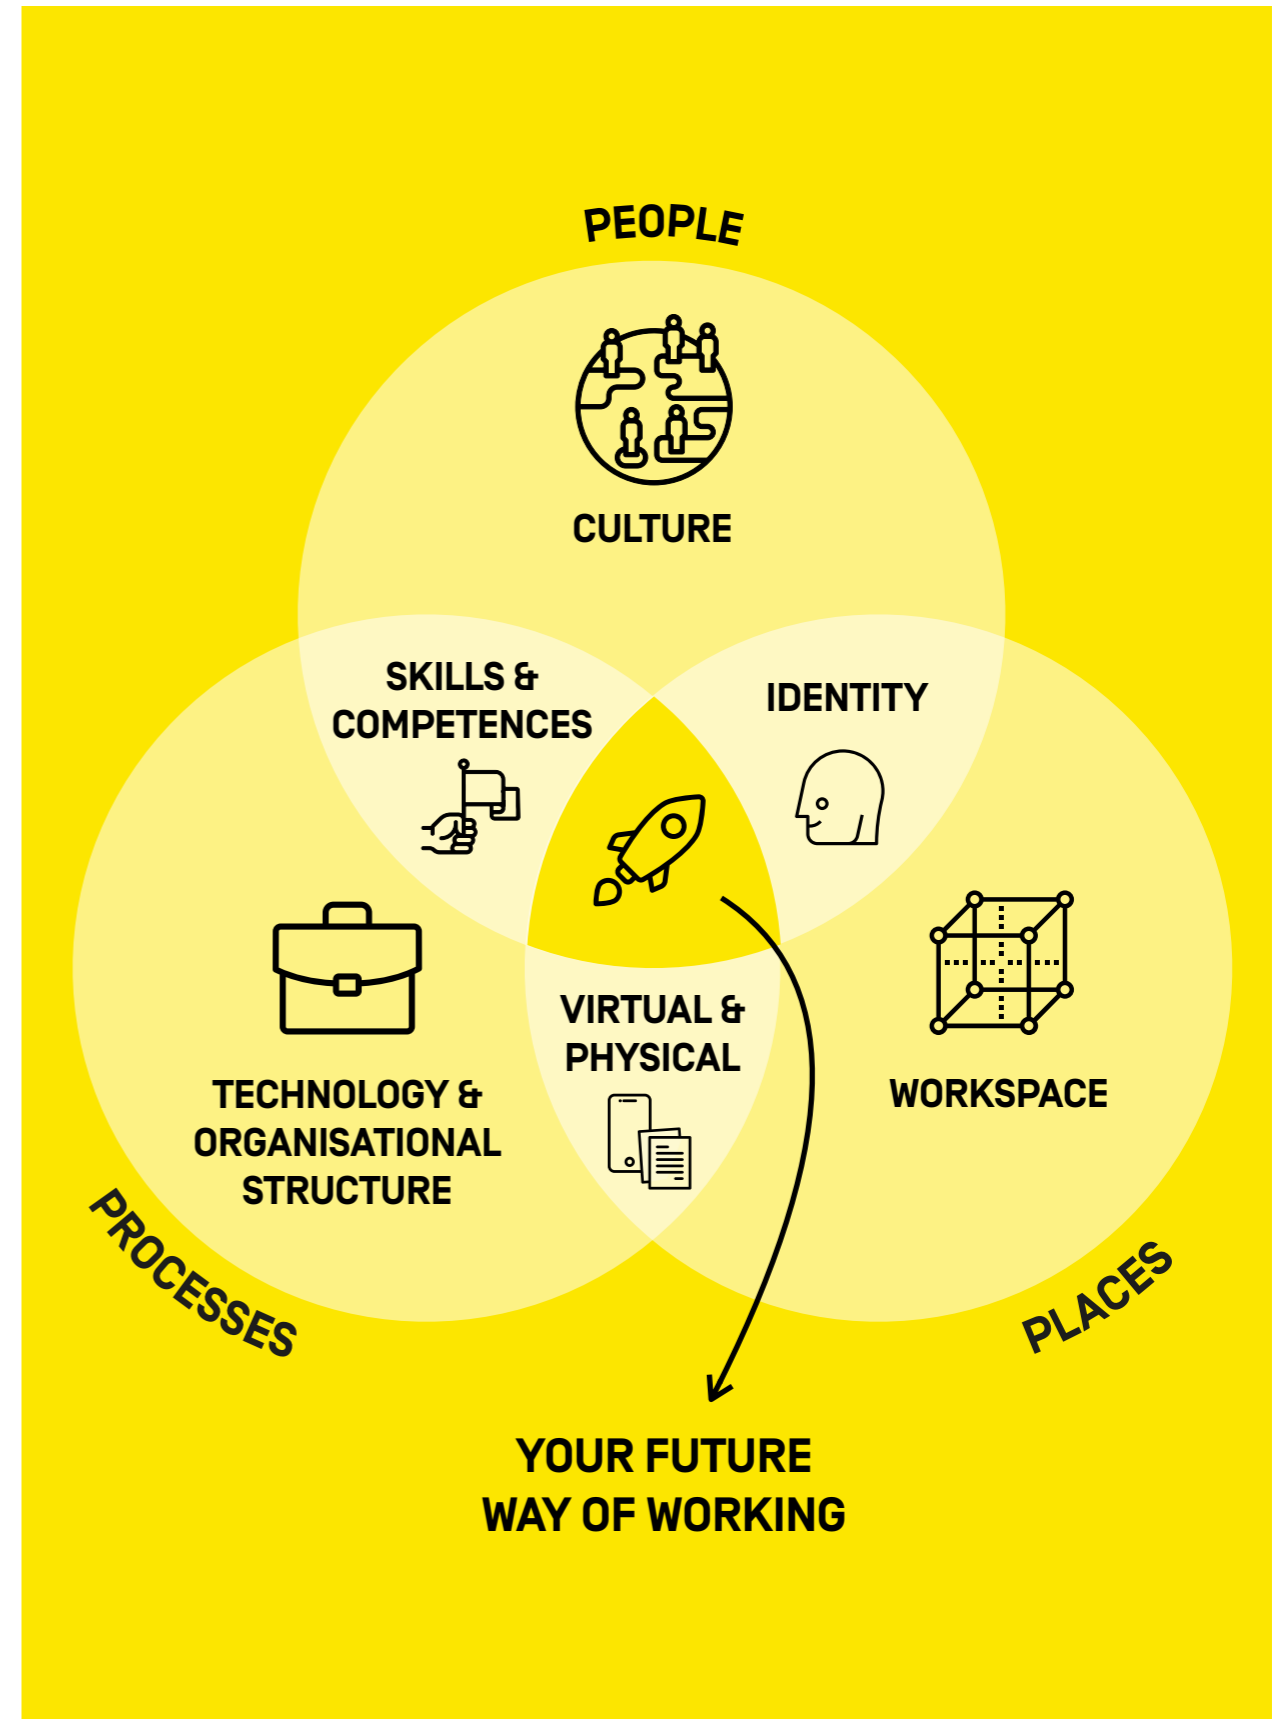 PEOPLE
CULTURE
SKILLS &
COMPETENCES
IDENTITY
VIRTUAL &
PHYSICAL
TECHNOLOGY &
ORGANISATIONAL
STRUCTURE
WORKSPACE
PROCESSES
PLACES
YOUR FUTURE
WAY OF WORKING